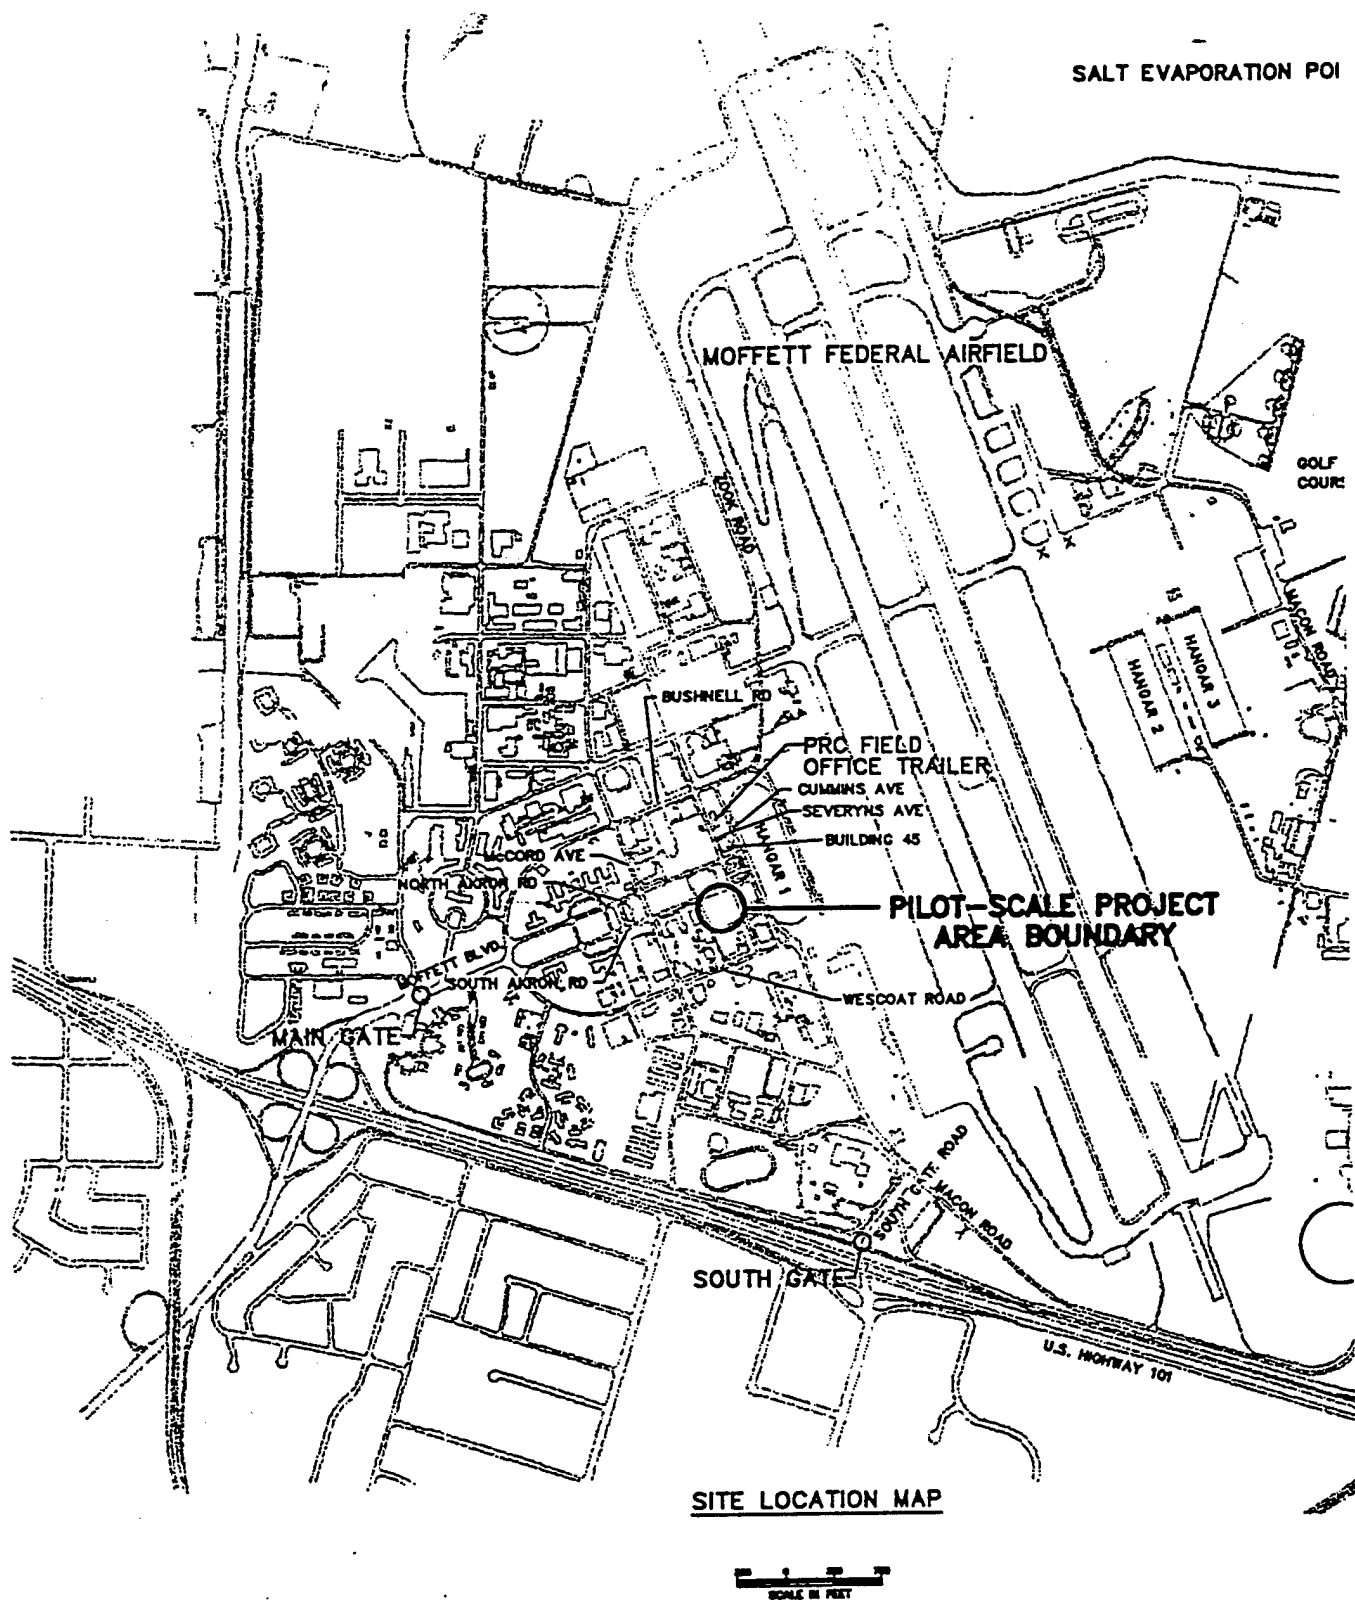 SALT EVAPORATION PO
MOFFETT FEDERAL AIRFIELD
GOLF
COURS
ZOOK ROAD
MACON ROAD
HANGAR 3
HANGAR 2
BUSHNELL RD
PRC FIELD
OFFICE TRAILER
CUMMINS AVE
SEVERYNS AVE
BUILDING 45
HANGAR 1
McCORD AVE
NORTH AKRON RD
PILOT-SCALE PROJECT
AREA BOUNDARY
MOFFETT BLVD.
SOUTH AKRON RD
WESCOAT ROAD
MAIN GATE
SOUTH GATE ROAD
MACON ROAD
SOUTH GATE
U.S. HIGHWAY 101
SITE LOCATION MAP
0
SCALE IN FEET